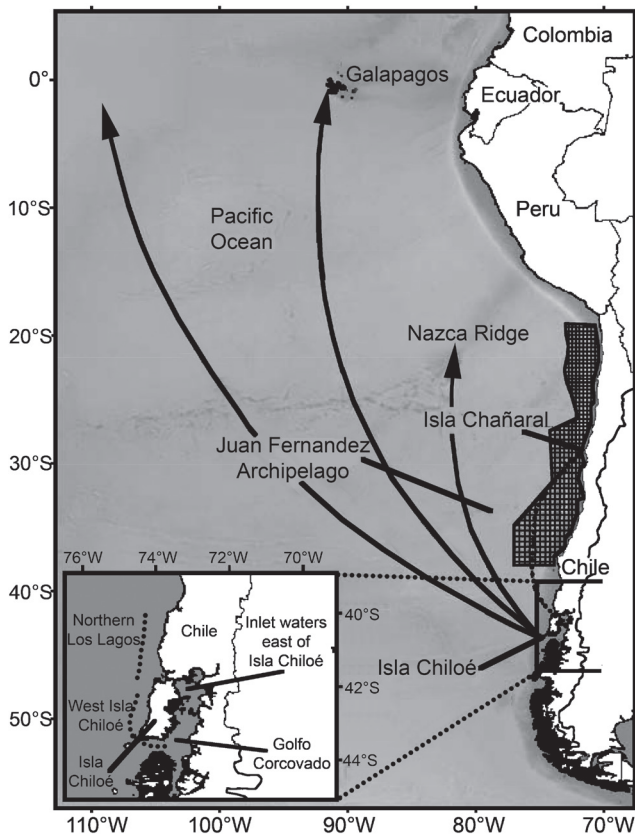 Colombia
0°
Galapagos
Ecuador
10°S
Pacific
Ocean
Peru
20°S
Nazca Ridge
Isla Chañaral
30°S
Juan Fernandez
Archipelago
76°W 74°W 72°W 70°W
Chile
40°S
40°S
Northern
Los Lagos
Chile
Inlet waters
east of
Isla Chiloé
Isla Chiloé
42°S
West Isla
Chiloé
50°S
Isla
Chiloé
Golfo
Corcovado
44°S
110°W 100°W 90°W 80°W 70°W